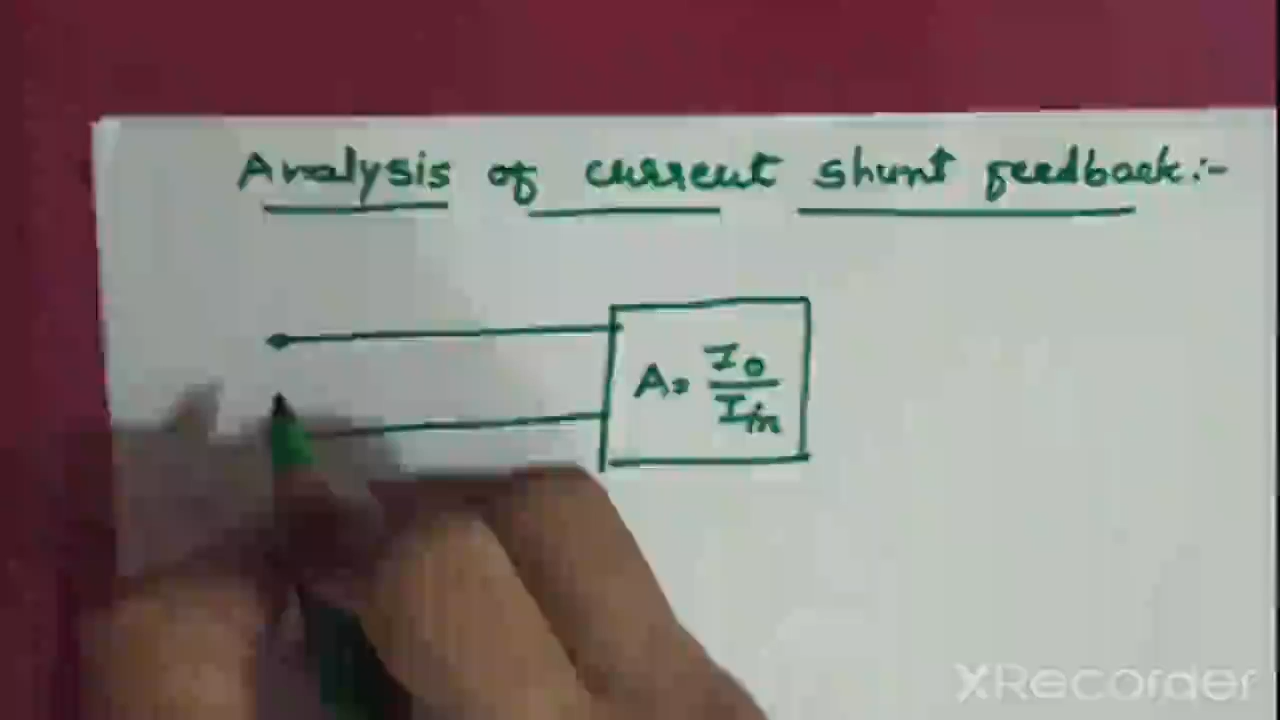 Analysis of current shunt feedback:-
A = Io/Iin
XRecorder